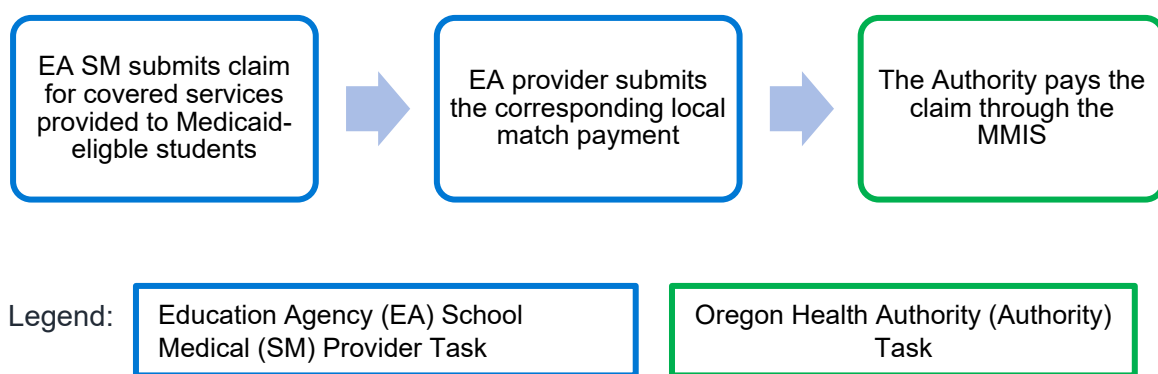 EA SM submits claim
for covered services
provided to Medicaid-
eligble students
EA provider submits
the corresponding local
match payment
The Authority pays the
claim through the
MMIS
Legend:
Education Agency (EA) School
Medical (SM) Provider Task
Oregon Health Authority (Authority)
Task